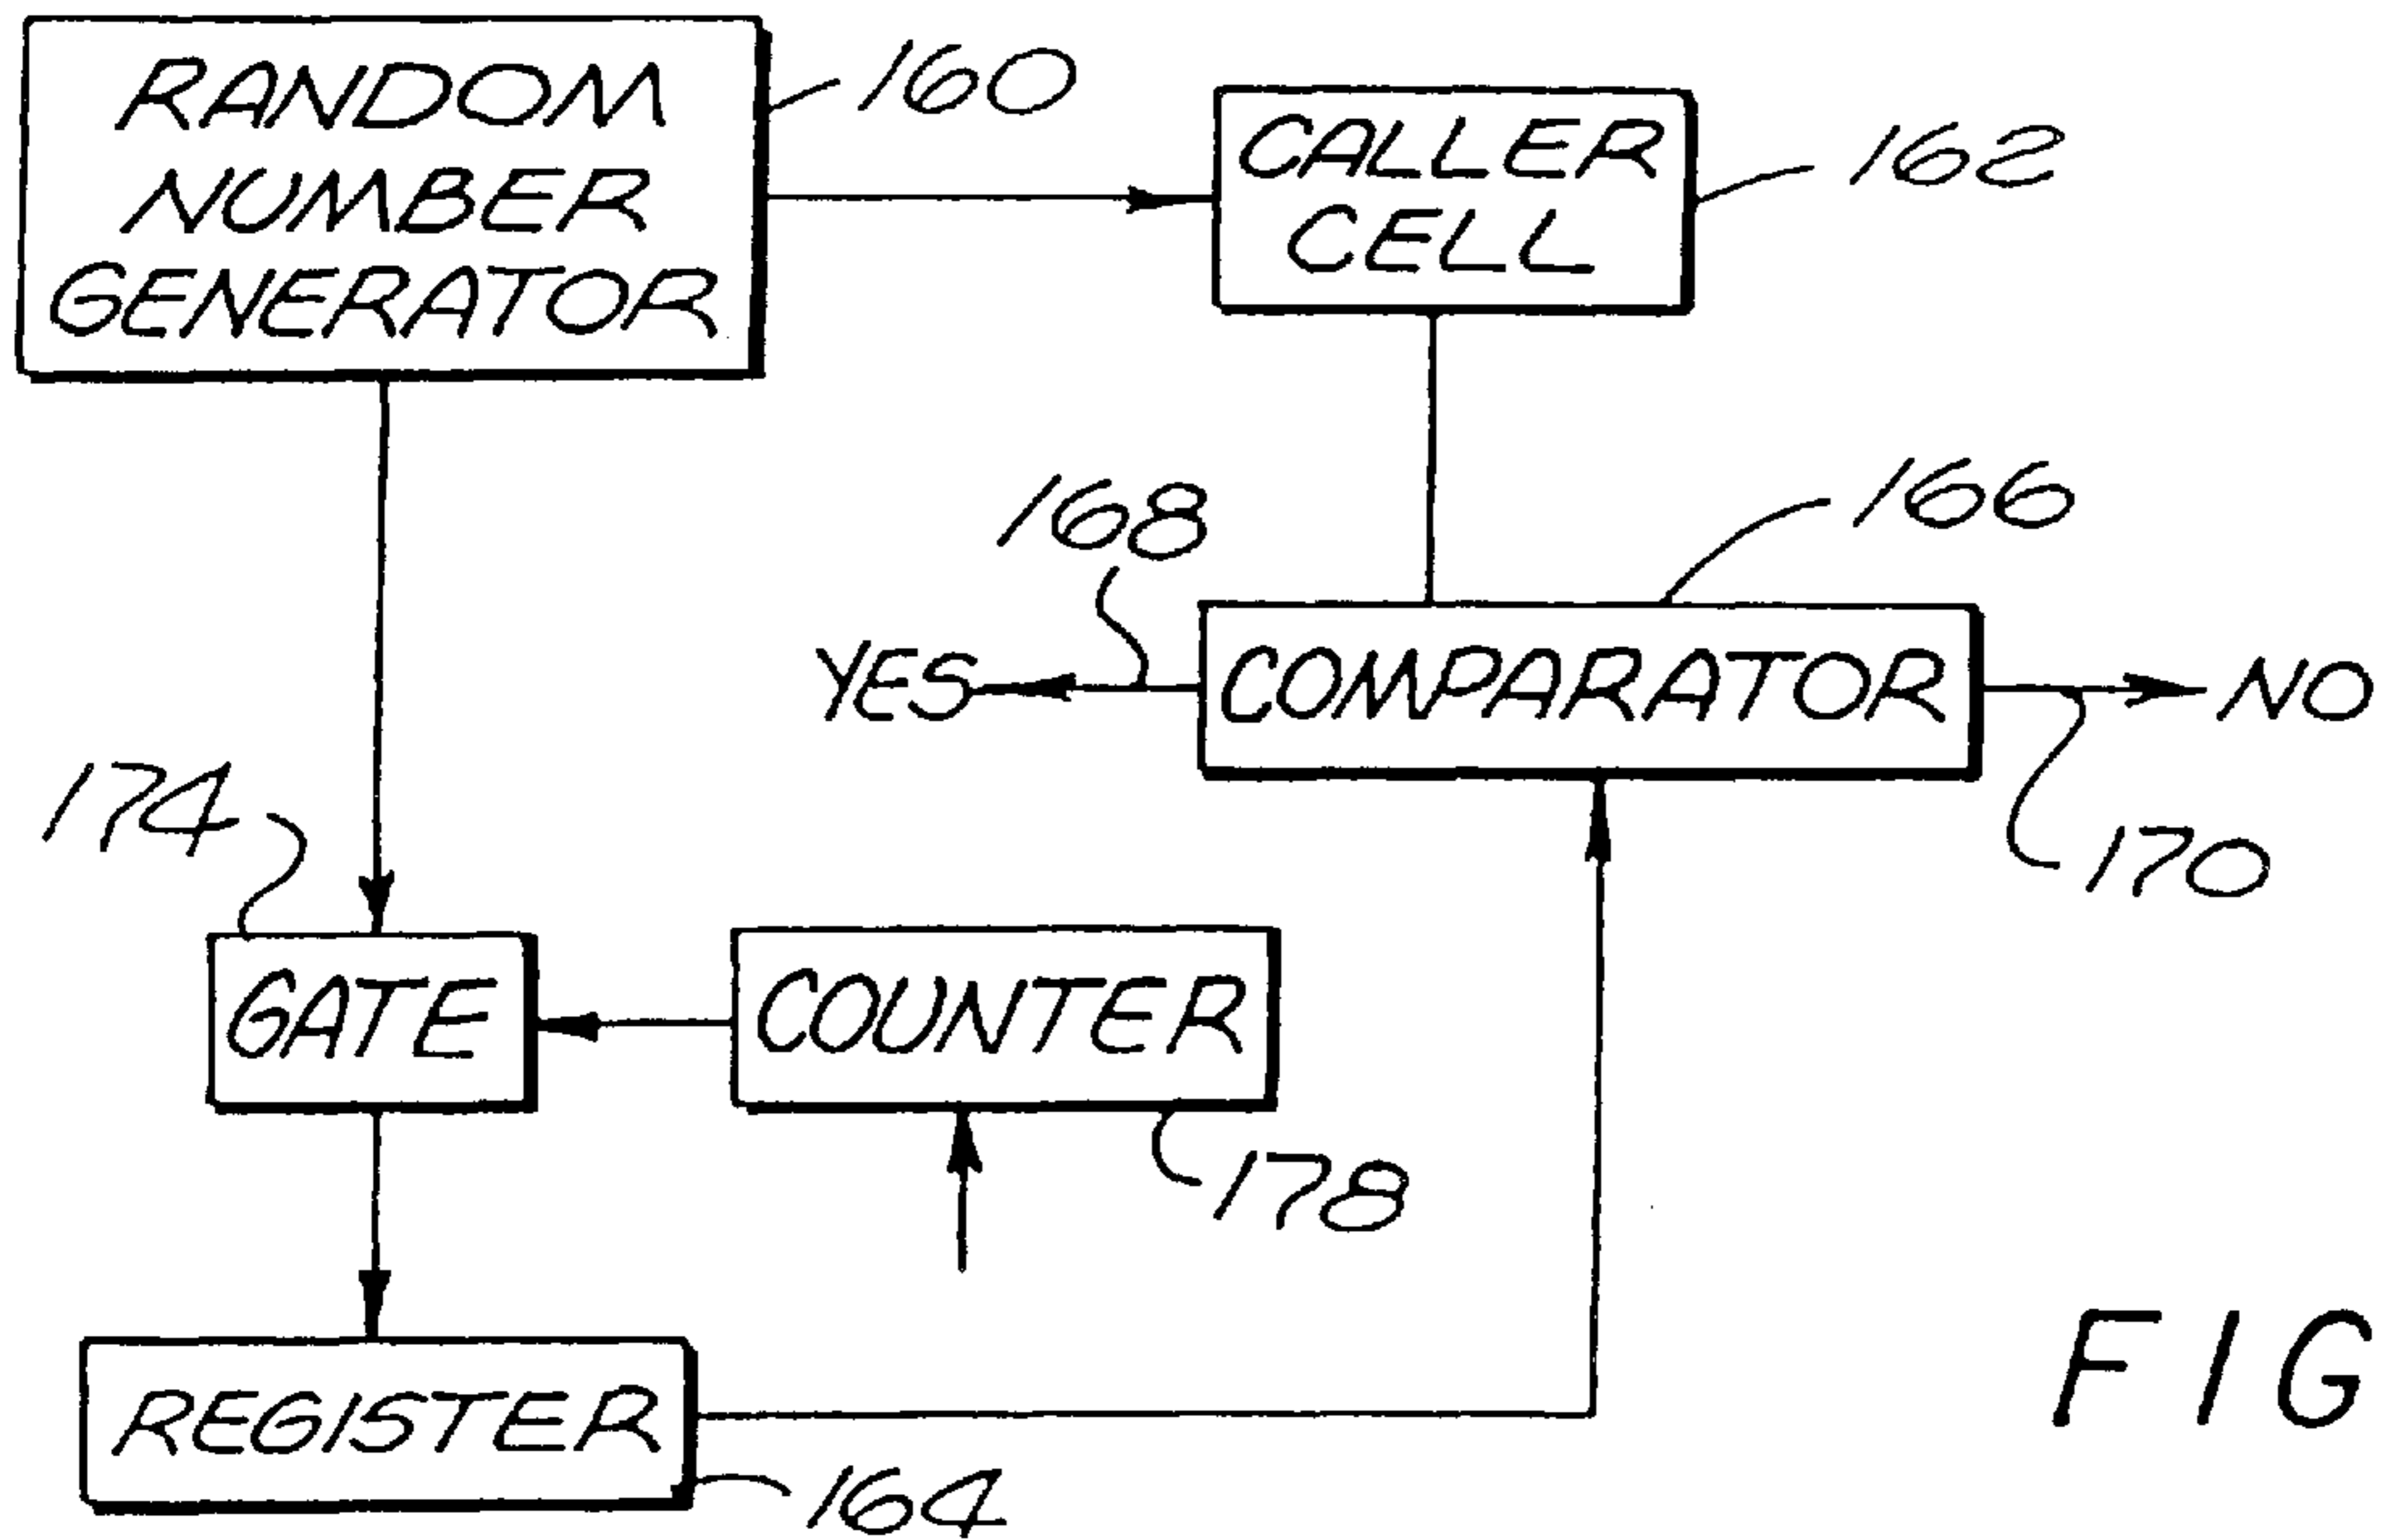 RANDOM
NUMBER
GENERATOR
160
CALLER
CELL
162
168
166
YES
COMPARATOR
NO
174
170
GATE
COUNTER
178
REGISTER
164
FIG